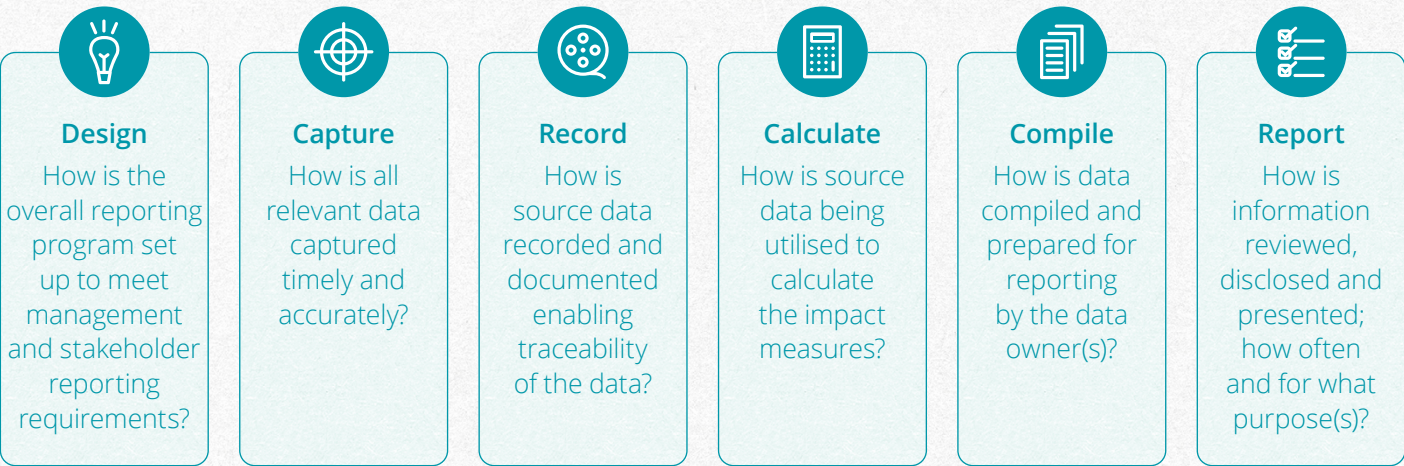 Design
How is the
overall reporting
program set
up to meet
management
and stakeholder
reporting
requirements?
Capture
How is all
relevant data
captured
timely and
accurately?
Record
How is
source data
recorded and
documented
enabling
traceability
of the data?
Calculate
How is source
data being
utilised to
calculate
the impact
measures?
Compile
How is data
compiled and
prepared for
reporting
by the data
owner(s)?
Report
How is
information
reviewed,
disclosed and
presented;
how often
and for what
purpose(s)?